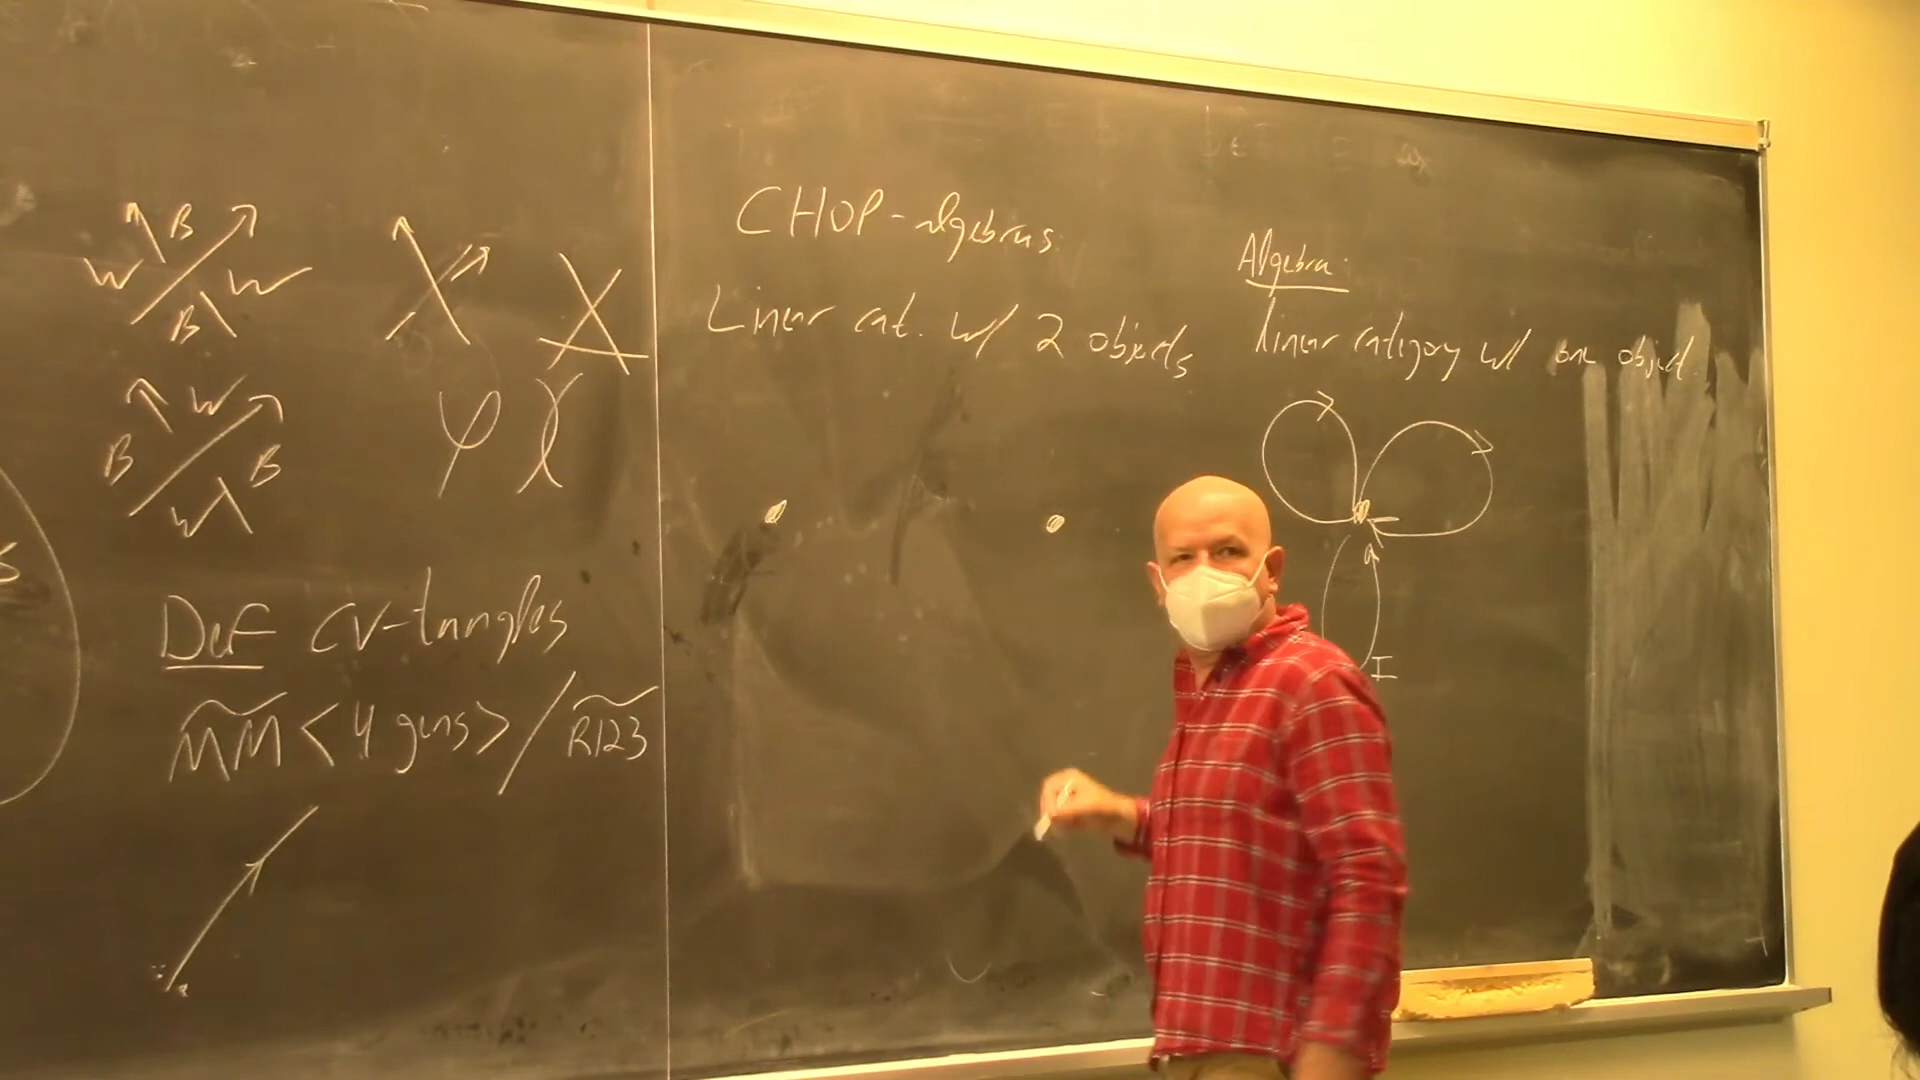 B
W W
B
W
B B
W
Def CV-tangles
MM < 4 gens > / R123
CHOP-algebras:
Linear cat. w/ 2 objects
Algebra:
linear category w/ one object.
I